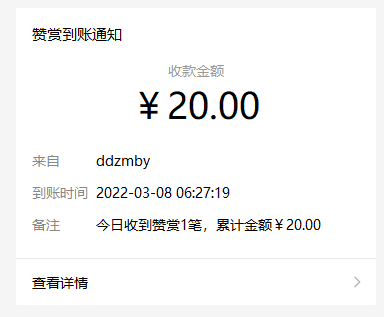 赞赏到账通知
收款金额
￥20.00
来自 ddzmby
到账时间 2022-03-08 06:27:19
备注 今日收到赞赏1笔，累计金额￥20.00
查看详情